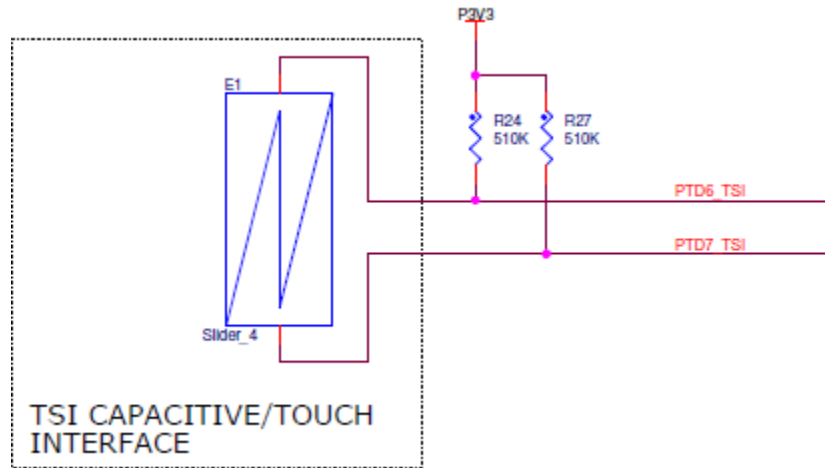 P3V3
E1
R24
510K
R27
510K
PTD6_TSI
PTD7_TSI
Slider_4
TSI CAPACITIVE/TOUCH
INTERFACE